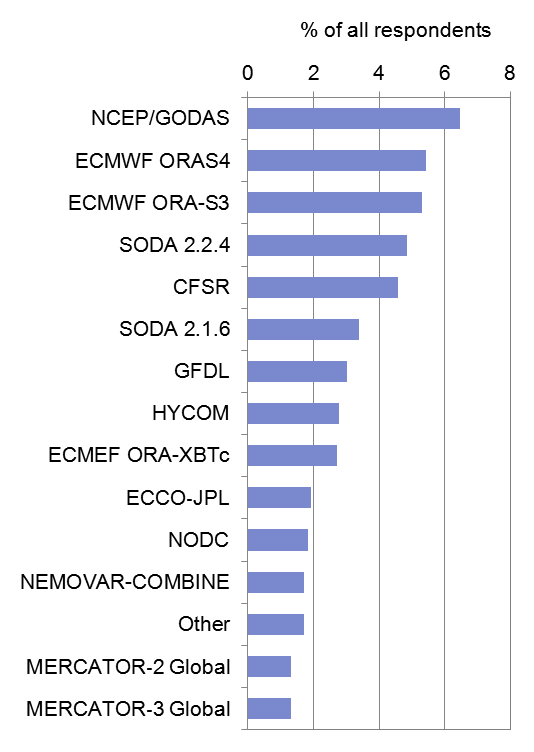 % of all respondents
0 2 4 6 8
NCEP/GODAS
ECMWF ORAS4
ECMWF ORA-S3
SODA 2.2.4
CFSR
SODA 2.1.6
GFDL
HYCOM
ECMEF ORA-XBTc
ECCO-JPL
NODC
NEMOVAR-COMBINE
Other
MERCATOR-2 Global
MERCATOR-3 Global